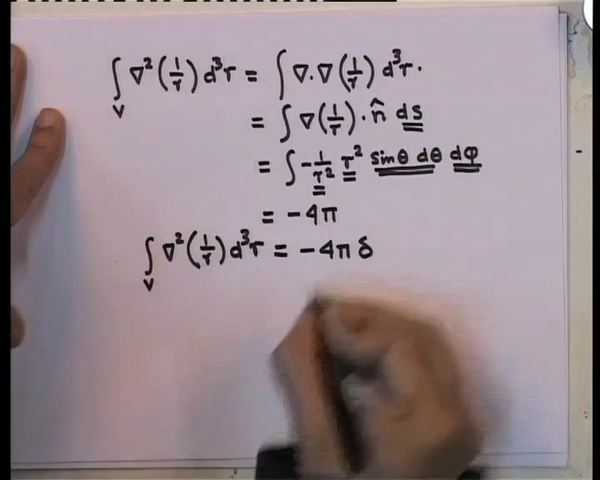 ∫_V ∇²(1/r) d³r = ∫ ∇·∇(1/r) d³r.
= ∫ ∇(1/r)·n̂ ds
= ∫ -1/r² r² sinθ dθ dφ
= -4π
∫_V ∇²(1/r) d³r = -4π δ